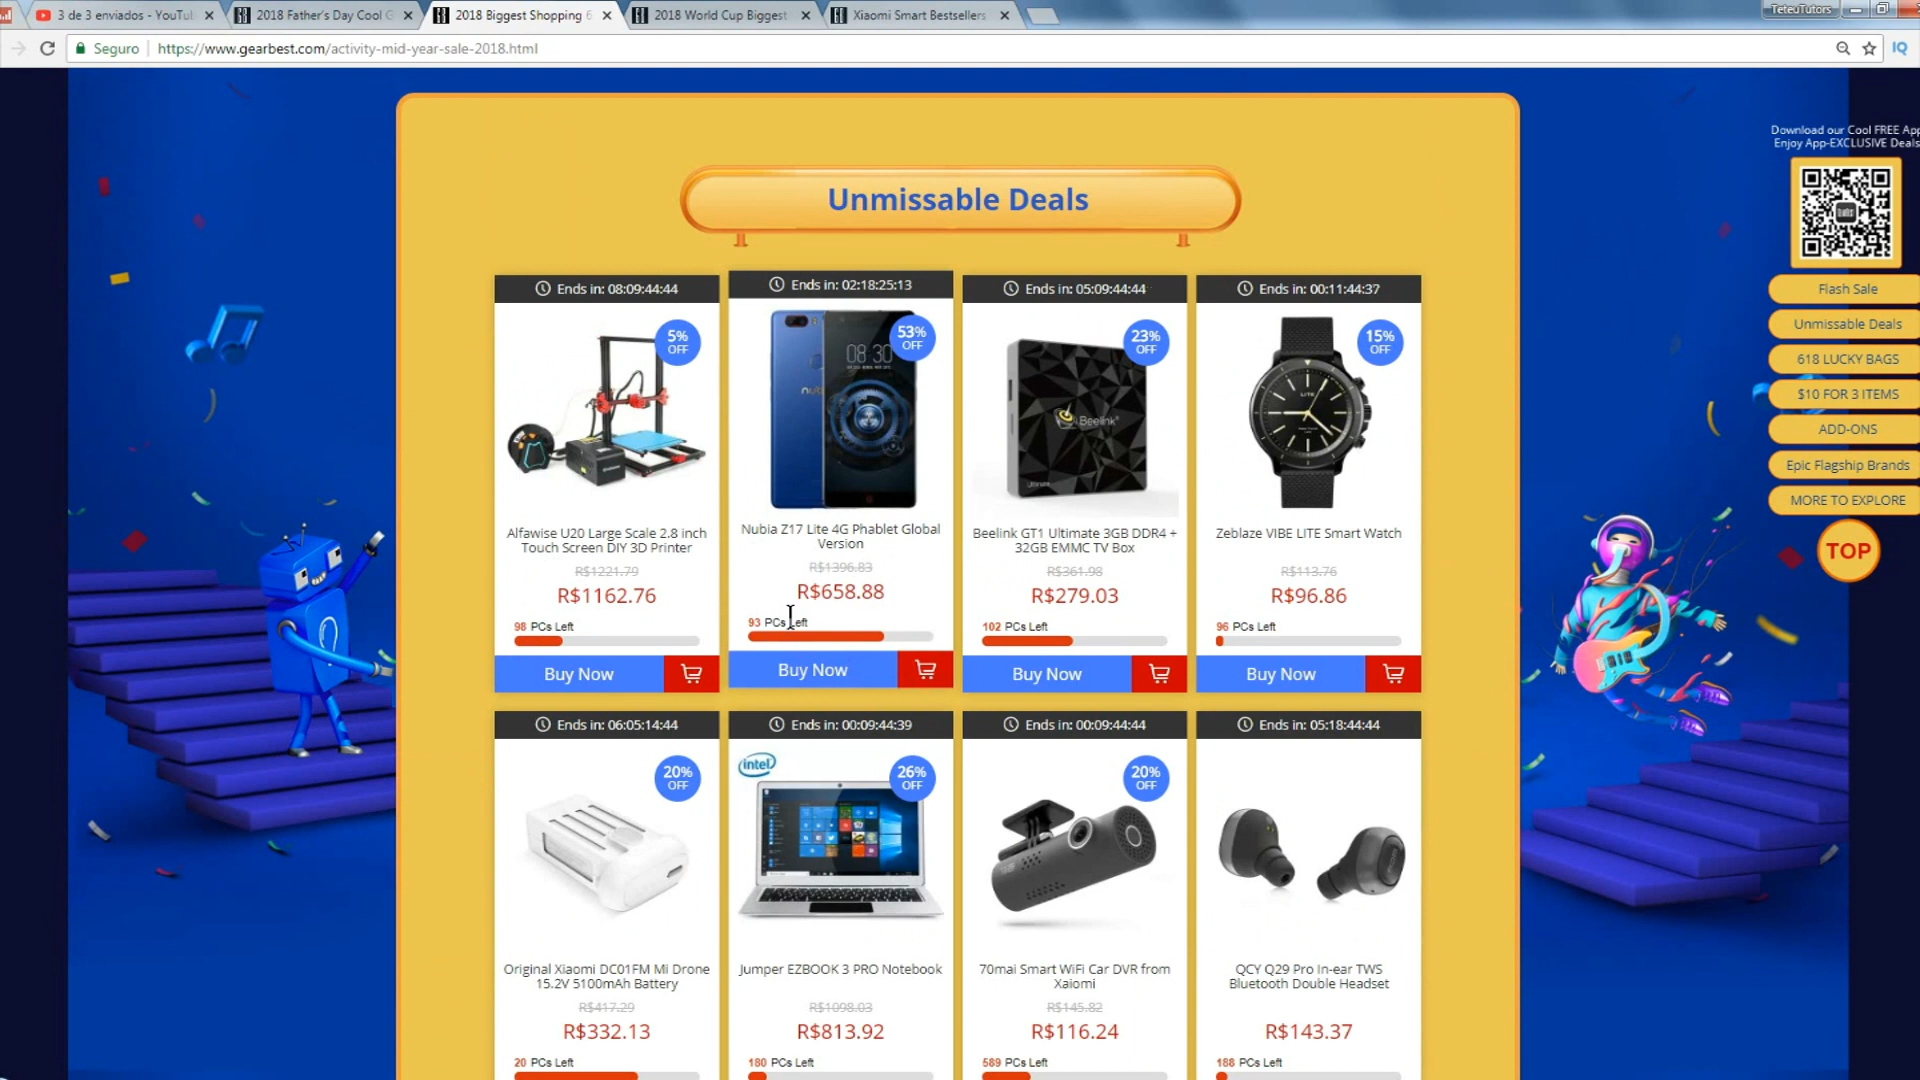 3 de 3 enviados - YouTu
2018 Father's Day Cool G
2018 Biggest Shopping 6
2018 World Cup Biggest
Xiaomi Smart Bestsellers
TeteuTutors
Seguro
https://www.gearbest.com/activity-mid-year-sale-2018.html
IQ
Download our Cool FREE App
Enjoy App-EXCLUSIVE Deals
Flash Sale
Unmissable Deals
618 LUCKY BAGS
$10 FOR 3 ITEMS
ADD-ONS
Epic Flagship Brands
MORE TO EXPLORE
TOP
Unmissable Deals
Ends in: 08:09:44:44
5%
OFF
Alfawise U20 Large Scale 2.8 inch
Touch Screen DIY 3D Printer
R$1221.79
R$1162.76
98 PCs Left
Buy Now
Ends in: 02:18:25:13
53%
OFF
08:30
Nubia Z17 Lite 4G Phablet Global
Version
R$1396.83
R$658.88
93 PCs Left
Buy Now
Ends in: 05:09:44:44
23%
OFF
Beelink
Ultimate
Beelink GT1 Ultimate 3GB DDR4 +
32GB EMMC TV Box
R$361.98
R$279.03
102 PCs Left
Buy Now
Ends in: 00:11:44:37
15%
OFF
LITE
Zeblaze VIBE LITE Smart Watch
R$113.76
R$96.86
96 PCs Left
Buy Now
Ends in: 06:05:14:44
20%
OFF
Original Xiaomi DC01FM Mi Drone
15.2V 5100mAh Battery
R$417.29
R$332.13
20 PCs Left
Ends in: 00:09:44:39
intel
26%
OFF
Jumper EZBOOK 3 PRO Notebook
R$1098.03
R$813.92
180 PCs Left
Ends in: 00:09:44:44
20%
OFF
70mai Smart WiFi Car DVR from
Xaiomi
R$145.82
R$116.24
589 PCs Left
Ends in: 05:18:44:44
QCY Q29 Pro In-ear TWS
Bluetooth Double Headset
R$143.37
188 PCs Left